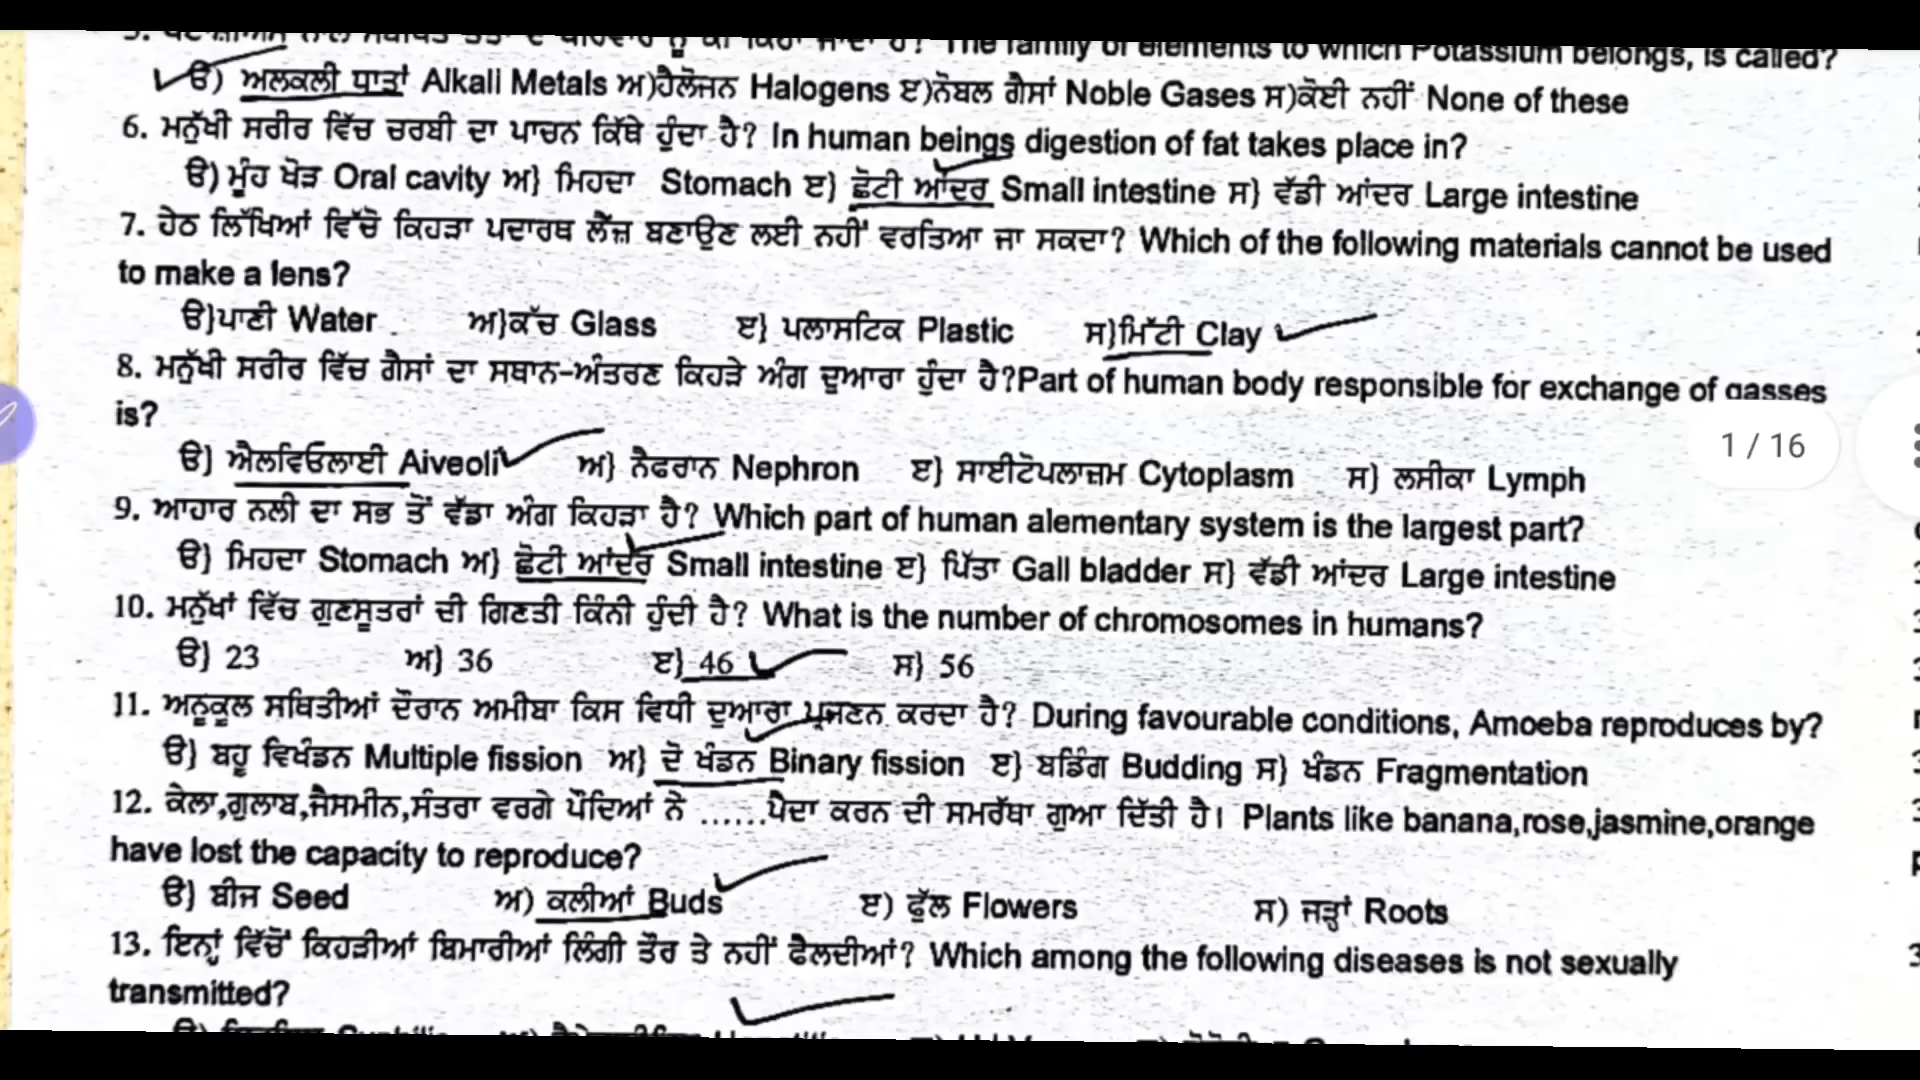 The family of elements to which Potassium belongs, is called?
ੳ) ਅਲਕਲੀ ਧਾਤਾਂ Alkali Metals ਅ)ਹੈਲੋਜਨ Halogens ੲ)ਨੋਬਲ ਗੈਸਾਂ Noble Gases ਸ)ਕੋਈ ਨਹੀਂ None of these
6. ਮਨੁੱਖੀ ਸਰੀਰ ਵਿੱਚ ਚਰਬੀ ਦਾ ਪਾਚਨ ਕਿੱਥੇ ਹੁੰਦਾ ਹੈ? In human beings digestion of fat takes place in?
ੳ) ਮੂੰਹ ਖੋੜ Oral cavity ਅ} ਮਿਹਦਾ Stomach ੲ} ਛੋਟੀ ਆਂਦਰ Small intestine ਸ} ਵੱਡੀ ਆਂਦਰ Large intestine
7. ਹੇਠ ਲਿੱਖਿਆਂ ਵਿੱਚੋ ਕਿਹੜਾ ਪਦਾਰਥ ਲੈੱਂਜ਼ ਬਣਾਉਣ ਲਈ ਨਹੀਂ ਵਰਤਿਆ ਜਾ ਸਕਦਾ? Which of the following materials cannot be used
to make a lens?
ੳ}ਪਾਣੀ Water ਅ}ਕੱਚ Glass ੲ} ਪਲਾਸਟਿਕ Plastic ਸ}ਮਿੱਟੀ Clay
8. ਮਨੁੱਖੀ ਸਰੀਰ ਵਿੱਚ ਗੈਸਾਂ ਦਾ ਸਥਾਨ-ਅੰਤਰਣ ਕਿਹੜੇ ਅੰਗ ਦੁਆਰਾ ਹੁੰਦਾ ਹੈ?Part of human body responsible for exchange of gasses
is?
ੳ} ਐਲਵਿਓਲਾਈ Aiveoli ਅ} ਨੈਫਰਾਨ Nephron ੲ} ਸਾਈਟੋਪਲਾਜ਼ਮ Cytoplasm ਸ} ਲਸੀਕਾ Lymph
1 / 16
9. ਆਹਾਰ ਨਲੀ ਦਾ ਸਭ ਤੋਂ ਵੱਡਾ ਅੰਗ ਕਿਹੜਾ ਹੈ? Which part of human alementary system is the largest part?
ੳ} ਮਿਹਦਾ Stomach ਅ} ਛੋਟੀ ਆਂਦਰ Small intestine ੲ} ਪਿੱਤਾ Gall bladder ਸ} ਵੱਡੀ ਆਂਦਰ Large intestine
10. ਮਨੁੱਖਾਂ ਵਿੱਚ ਗੁਣਸੂਤਰਾਂ ਦੀ ਗਿਣਤੀ ਕਿੰਨੀ ਹੁੰਦੀ ਹੈ? What is the number of chromosomes in humans?
ੳ} 23 ਅ} 36 ੲ} 46 ਸ} 56
11. ਅਨੂਕੂਲ ਸਥਿਤੀਆਂ ਦੌਰਾਨ ਅਮੀਬਾ ਕਿਸ ਵਿਧੀ ਦੁਆਰਾ ਪ੍ਰਜਣਨ ਕਰਦਾ ਹੈ? During favourable conditions, Amoeba reproduces by?
ੳ} ਬਹੂ ਵਿਖੰਡਨ Multiple fission ਅ} ਦੋ ਖੰਡਨ Binary fission ੲ} ਬਡਿੰਗ Budding ਸ} ਖੰਡਨ Fragmentation
12. ਕੇਲਾ,ਗੁਲਾਬ,ਜੈਸਮੀਨ,ਸੰਤਰਾ ਵਰਗੇ ਪੌਦਿਆਂ ਨੇ ......ਪੈਦਾ ਕਰਨ ਦੀ ਸਮਰੱਥਾ ਗੁਆ ਦਿੱਤੀ ਹੈ। Plants like banana,rose,jasmine,orange
have lost the capacity to reproduce?
ੳ} ਬੀਜ Seed ਅ) ਕਲੀਆਂ Buds ੲ) ਫੁੱਲ Flowers ਸ) ਜੜ੍ਹਾਂ Roots
13. ਇਨ੍ਹਾਂ ਵਿੱਚੋਂ ਕਿਹੜੀਆਂ ਬਿਮਾਰੀਆਂ ਲਿੰਗੀ ਤੌਰ ਤੇ ਨਹੀਂ ਫੈਲਦੀਆਂ? Which among the following diseases is not sexually
transmitted?